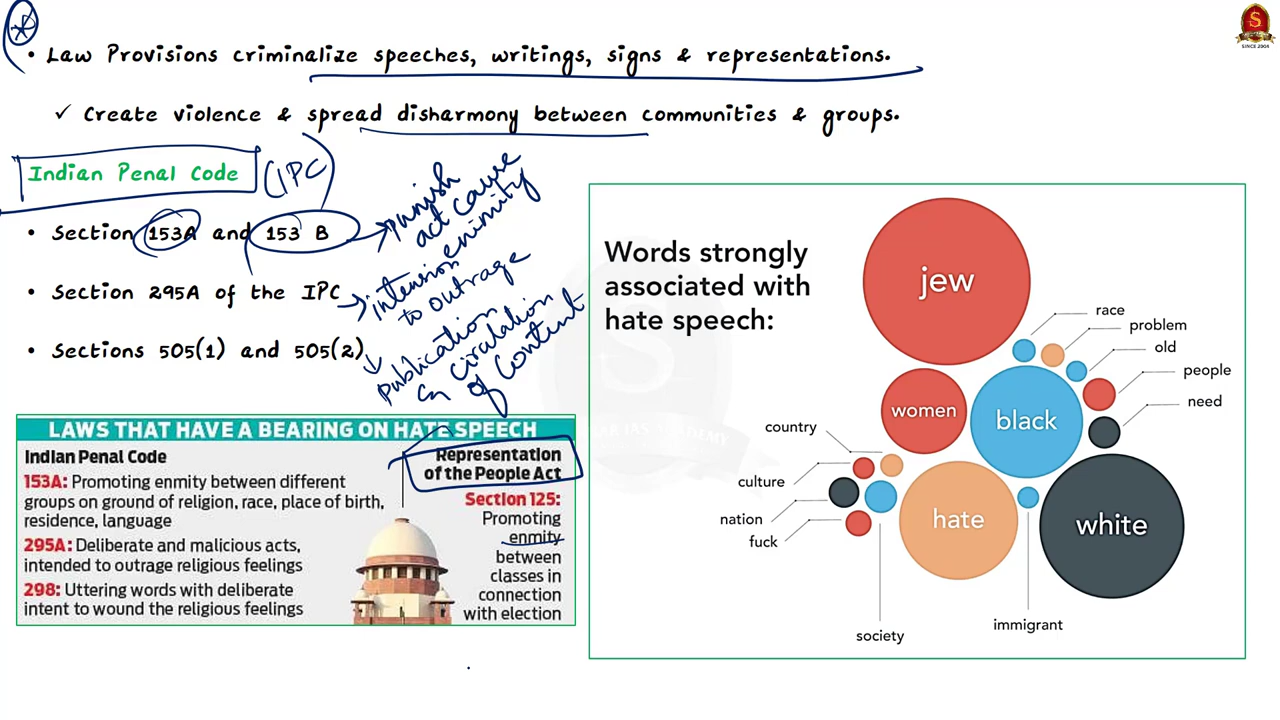 • Law Provisions criminalize speeches, writings, signs & representations.
✓ Create violence & spread disharmony between communities & groups.
Indian Penal Code (IPC)
• Section 153A and 153 B
punish
act cause
enimity
• Section 295A of the IPC
intension
to outrage
• Sections 505(1) and 505(2)
publication
circulation
of content
LAWS THAT HAVE A BEARING ON HATE SPEECH
Indian Penal Code
153A: Promoting enmity between different
groups on ground of religion, race, place of birth,
residence, language
295A: Deliberate and malicious acts,
intended to outrage religious feelings
298: Uttering words with deliberate
intent to wound the religious feelings
Representation
of the People Act
Section 125:
Promoting
enmity
between
classes in
connection
with election
Words strongly
associated with
hate speech:
jew
race
problem
old
people
need
women
black
country
culture
nation
fuck
hate
white
society
immigrant
S
SINCE 2004